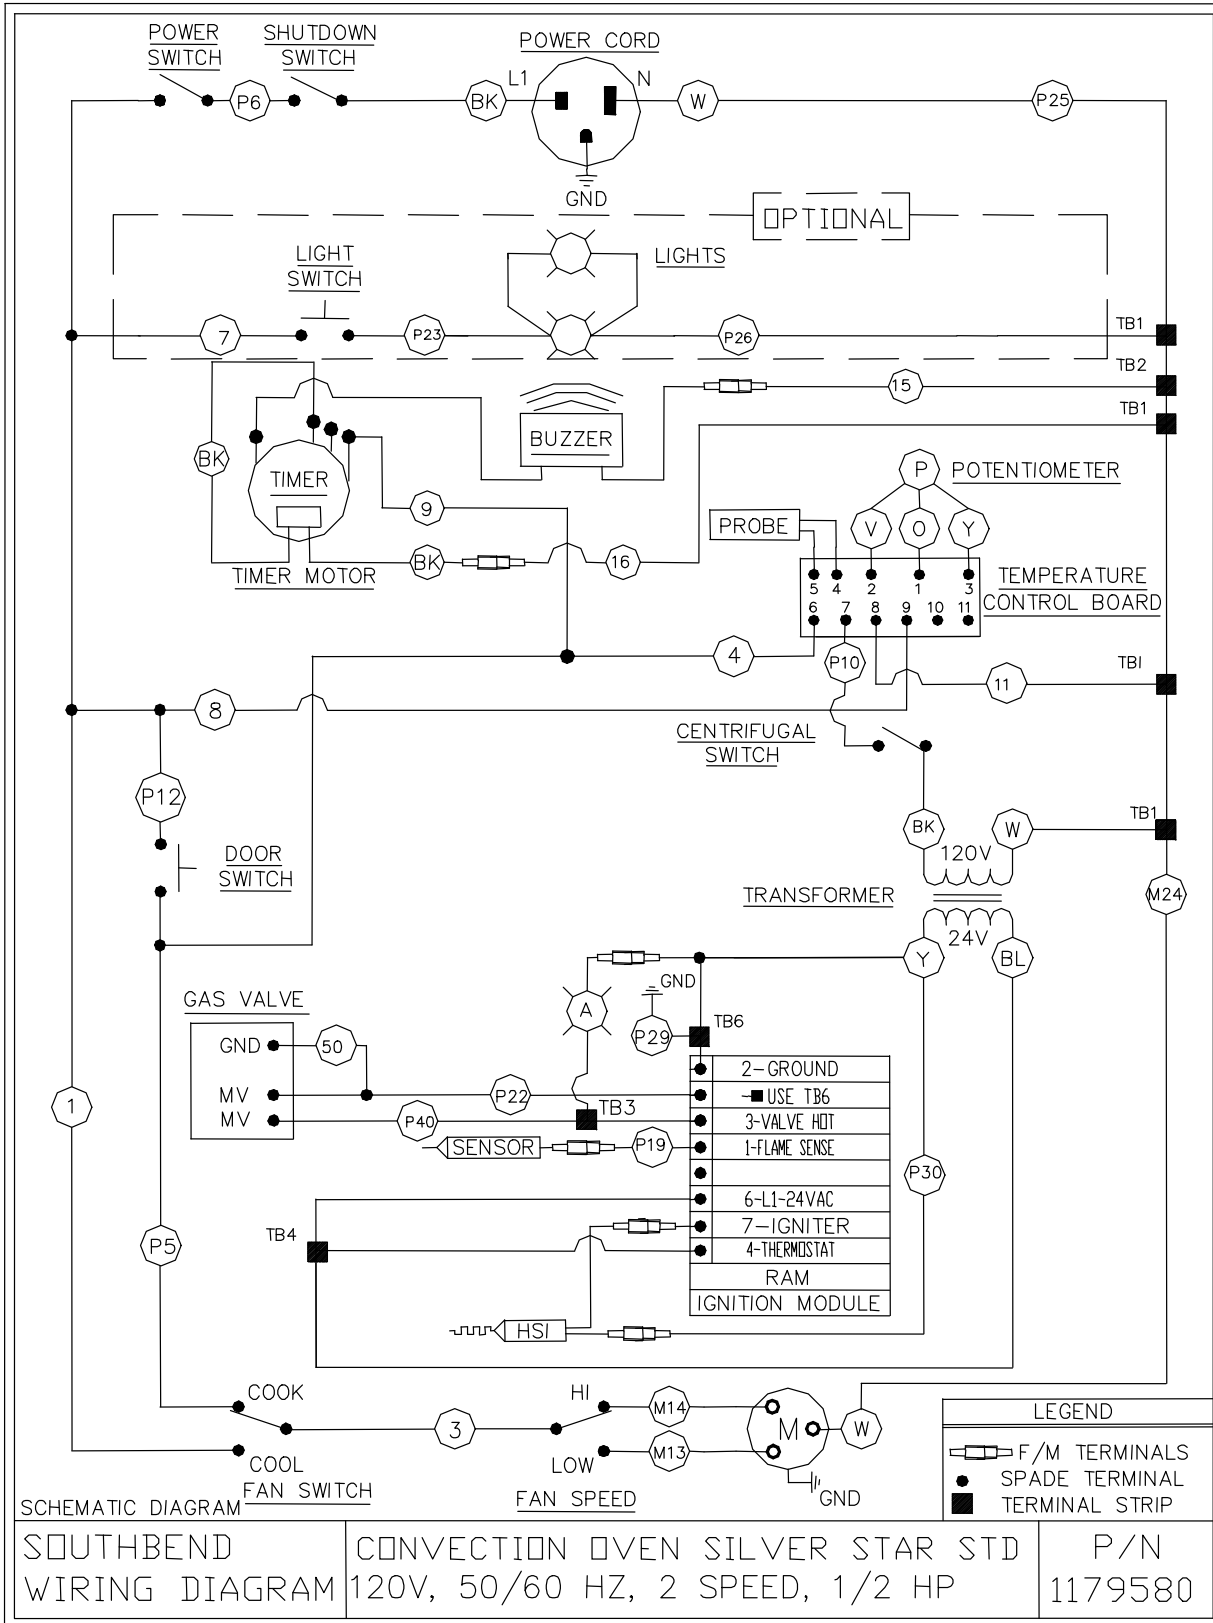 POWER
SWITCH
SHUTDOWN
SWITCH
POWER CORD
L1
N
P6
BK
W
P25
GND
OPTIONAL
LIGHT
SWITCH
LIGHTS
7
P23
P26
TB1
TB2
15
TB1
BUZZER
BK
TIMER
9
P
POTENTIOMETER
PROBE
V
O
Y
BK
16
TIMER MOTOR
5
4
2
1
3
6
7
8
9
10
11
TEMPERATURE
CONTROL BOARD
4
P10
11
TBI
8
CENTRIFUGAL
SWITCH
P12
BK
W
TB1
120V
DOOR
SWITCH
TRANSFORMER
M24
24V
Y
BL
GAS VALVE
A
GND
P29
TB6
GND
50
MV
P22
MV
P40
TB3
2-GROUND
USE TB6
3-VALVE HOT
SENSOR
P19
1-FLAME SENSE
P30
6-L1-24VAC
7-IGNITER
4-THERMOSTAT
RAM
IGNITION MODULE
1
P5
TB4
HSI
COOK
COOL
FAN SWITCH
3
HI
LOW
FAN SPEED
M14
M13
M
W
GND
LEGEND
F/M TERMINALS
SPADE TERMINAL
TERMINAL STRIP
SCHEMATIC DIAGRAM
SOUTHBEND
WIRING DIAGRAM
CONVECTION OVEN SILVER STAR STD
120V, 50/60 HZ, 2 SPEED, 1/2 HP
P/N
1179580